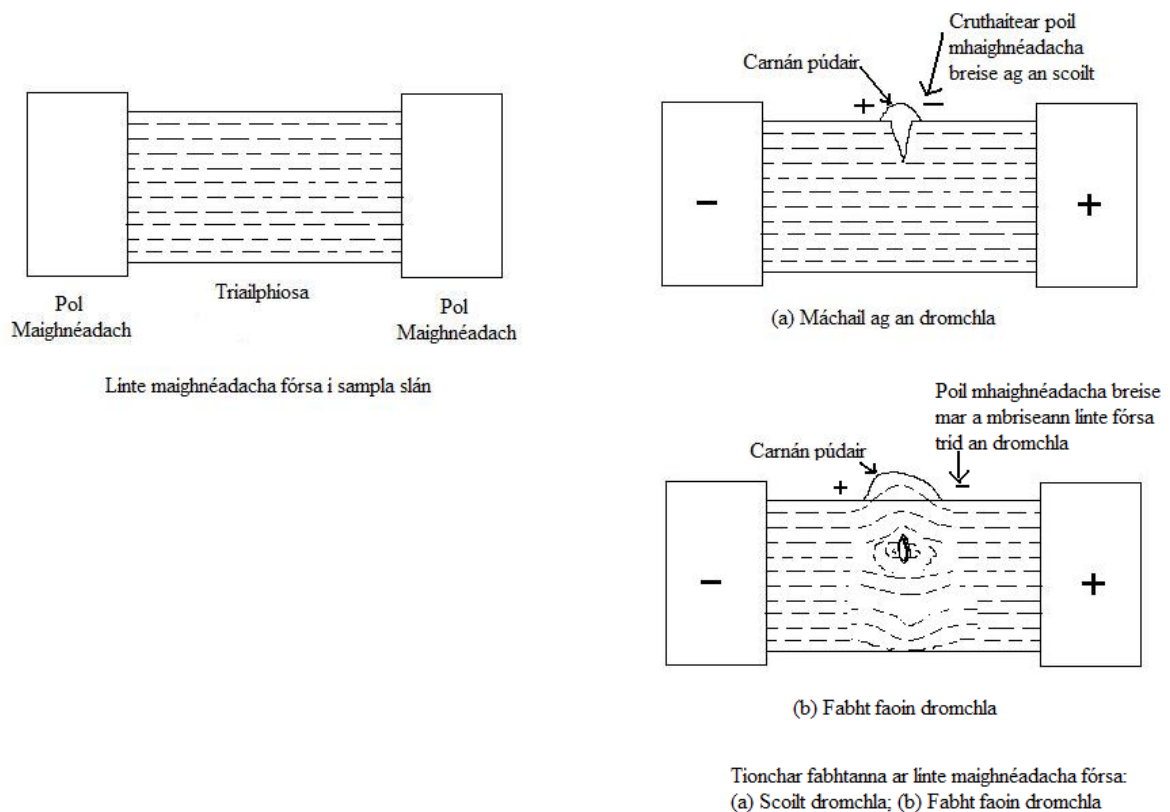 Pol
Maighnéadach
Triailphíosa
Pol
Maighnéadach
Línte maighnéadacha fórsa i sampla slán
Carnán púdair
Cruthaítear poil
mhaighnéadacha
breise ag an scoilt
+
–
-
+
(a) Máchail ag an dromchla
Carnán púdair
Poil mhaighnéadacha breise
mar a mbriseann línte fórsa
tríd an dromchla
+
–
-
+
(b) Fabht faoin dromchla
Tionchar fabhtanna ar línte maighnéadacha fórsa:
(a) Scoilt dromchla; (b) Fabht faoin dromchla